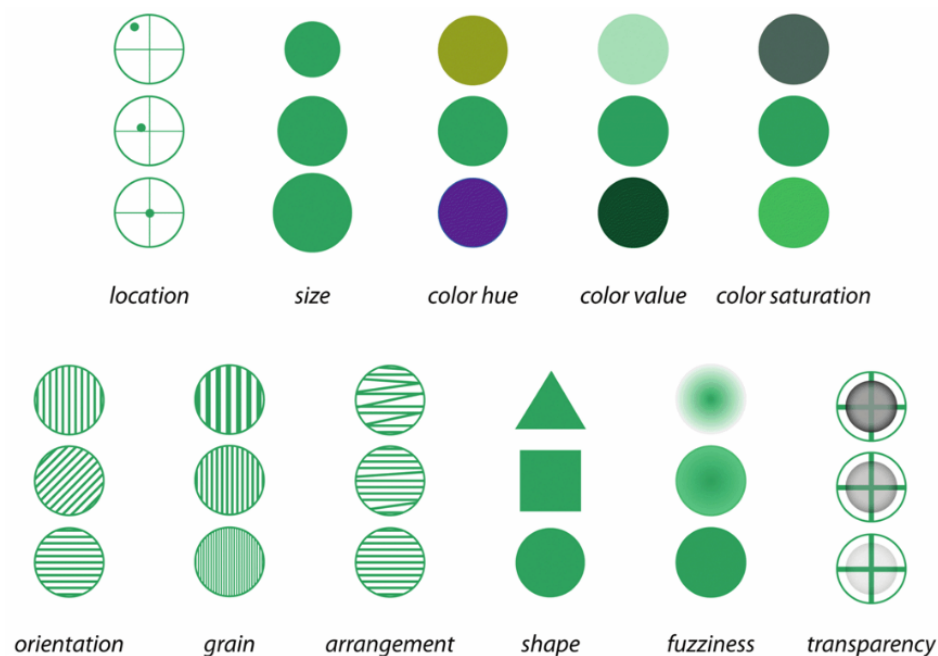 location size color hue color value color saturation
orientation grain arrangement shape fuzziness transparency